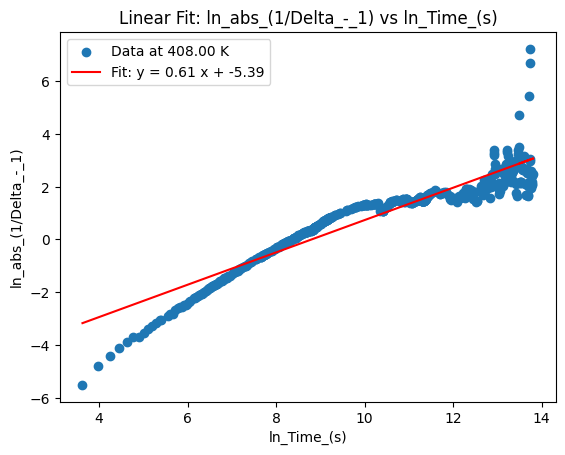 Linear Fit: ln_abs_(1/Delta_-_1) vs ln_Time_(s)
Data at 408.00 K
Fit: y = 0.61 x + -5.39
ln_abs_(1/Delta_-_1)
6
4
2
0
−2
−4
−6
4 6 8 10 12 14
ln_Time_(s)